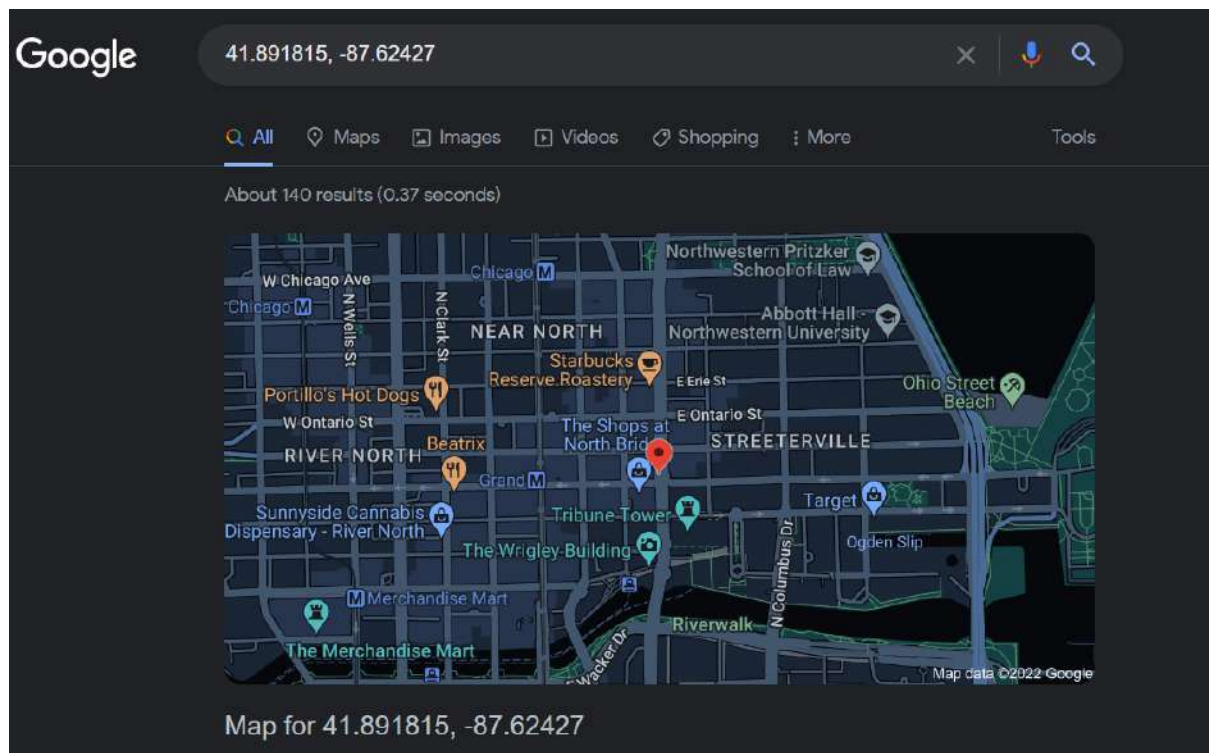 Google
41.891815, -87.62427
All
Maps
Images
Videos
Shopping
More
Tools
About 140 results (0.37 seconds)
Northwestern Pritzker
School of Law
W Chicago Ave
Chicago M
Chicago M
N Wells St
N Clark St
Abbott Hall -
Northwestern University
NEAR NORTH
Starbucks
Reserve Roastery
E Erie St
Portillo's Hot Dogs
Ohio Street
Beach
W Ontario St
E Ontario St
The Shops at
North Brid
STREETERVILLE
RIVER NORTH
Beatrix
Grand M
Target
Sunnyside Cannabis
Dispensary - River North
Tribune Tower
The Wrigley Building
Ogden Slip
N Columbus Dr
M Merchandise Mart
Riverwalk
The Merchandise Mart
Wacker Dr
Map data ©2022 Google
Map for 41.891815, -87.62427